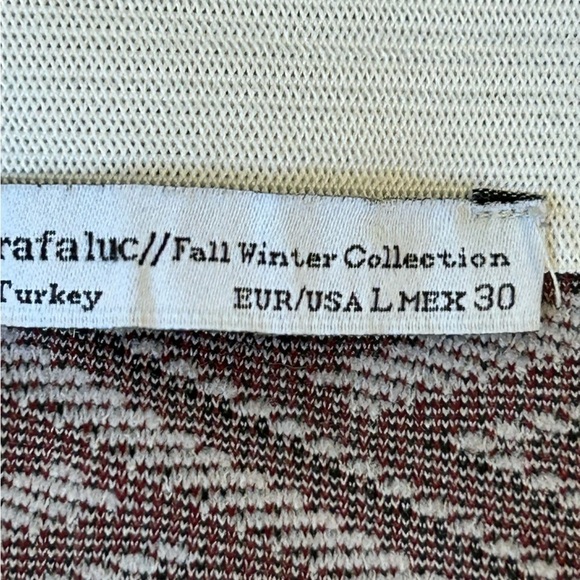 rafaluc//Fall Winter Collection
Turkey EUR/USA L MEX 30